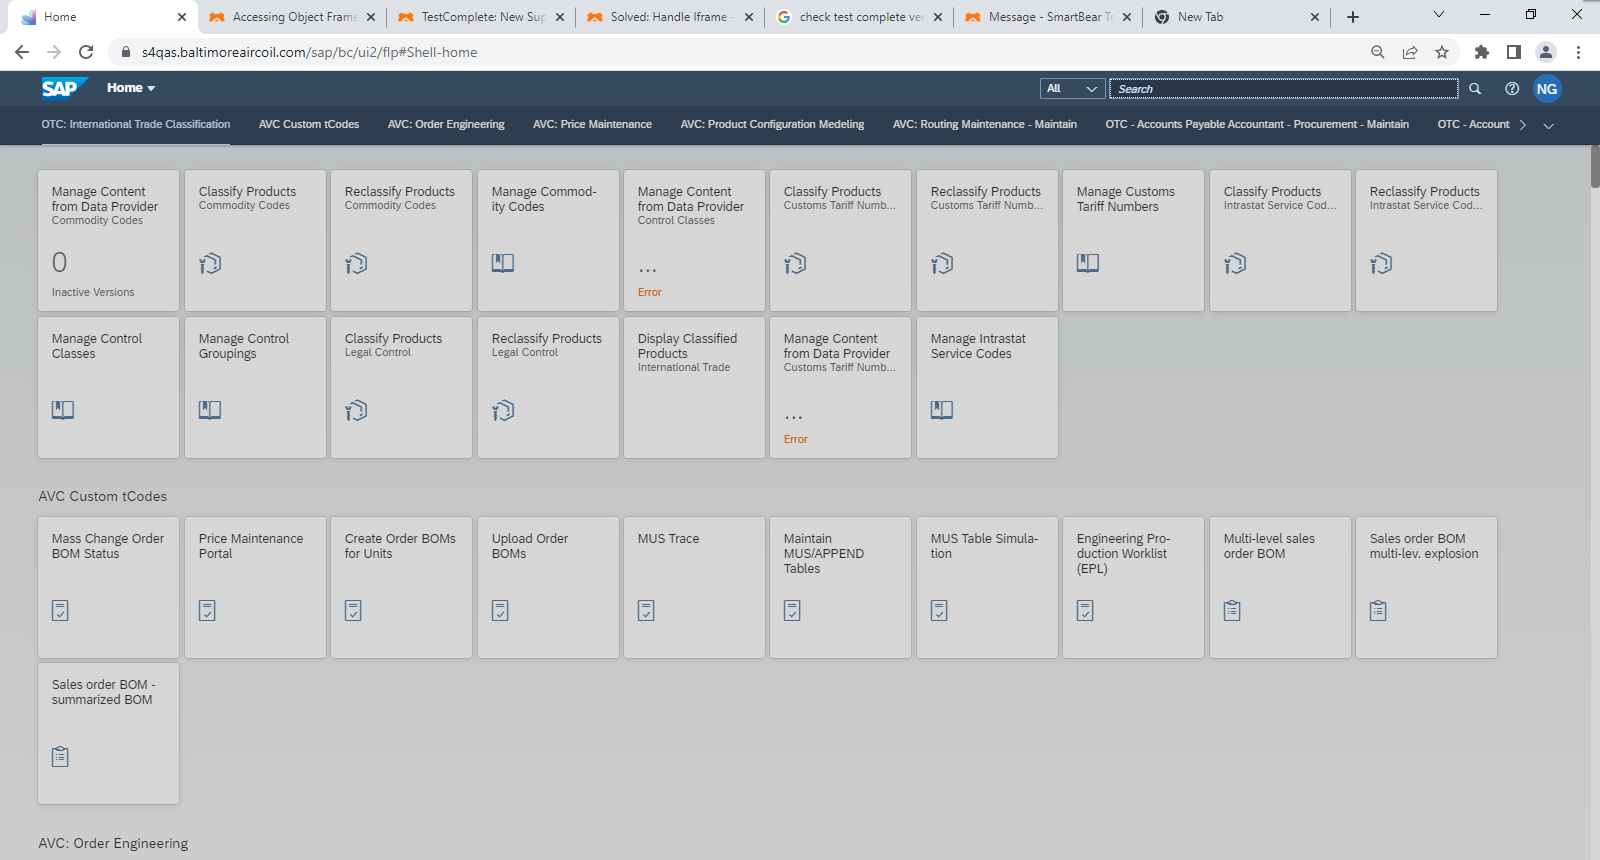 Home
Accessing Object Frame
TestComplete: New Sup
Solved: Handle Iframe -
check test complete ver
Message - SmartBear Te
New Tab
s4qas.baltimoreaircoil.com/sap/bc/ui2/flp#Shell-home
SAP
Home
All
Search
NG
OTC: International Trade Classification
AVC Custom tCodes
AVC: Order Engineering
AVC: Price Maintenance
AVC: Product Configuration Medeling
AVC: Routing Maintenance - Maintain
OTC - Accounts Payable Accountant - Procurement - Maintain
OTC - Account
Manage Content
from Data Provider
Commodity Codes
0
Inactive Versions
Classify Products
Commodity Codes
Reclassify Products
Commodity Codes
Manage Commod-
ity Codes
Manage Content
from Data Provider
Control Classes
...
Error
Classify Products
Customs Tariff Numb...
Reclassify Products
Customs Tariff Numb...
Manage Customs
Tariff Numbers
Classify Products
Intrastat Service Cod...
Reclassify Products
Intrastat Service Cod...
Manage Control
Classes
Manage Control
Groupings
Classify Products
Legal Control
Reclassify Products
Legal Control
Display Classified
Products
International Trade
Manage Content
from Data Provider
Customs Tariff Numb...
...
Error
Manage Intrastat
Service Codes
AVC Custom tCodes
Mass Change Order
BOM Status
Price Maintenance
Portal
Create Order BOMs
for Units
Upload Order
BOMs
MUS Trace
Maintain
MUS/APPEND
Tables
MUS Table Simula-
tion
Engineering Pro-
duction Worklist
(EPL)
Multi-level sales
order BOM
Sales order BOM
multi-lev. explosion
Sales order BOM -
summarized BOM
AVC: Order Engineering